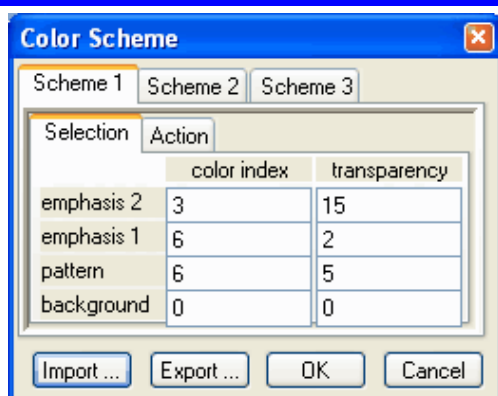 Color Scheme
Scheme 1 Scheme 2 Scheme 3
Selection Action
color index transparency
emphasis 2 3 15
emphasis 1 6 2
pattern 6 5
background 0 0
Import ... Export ... OK Cancel